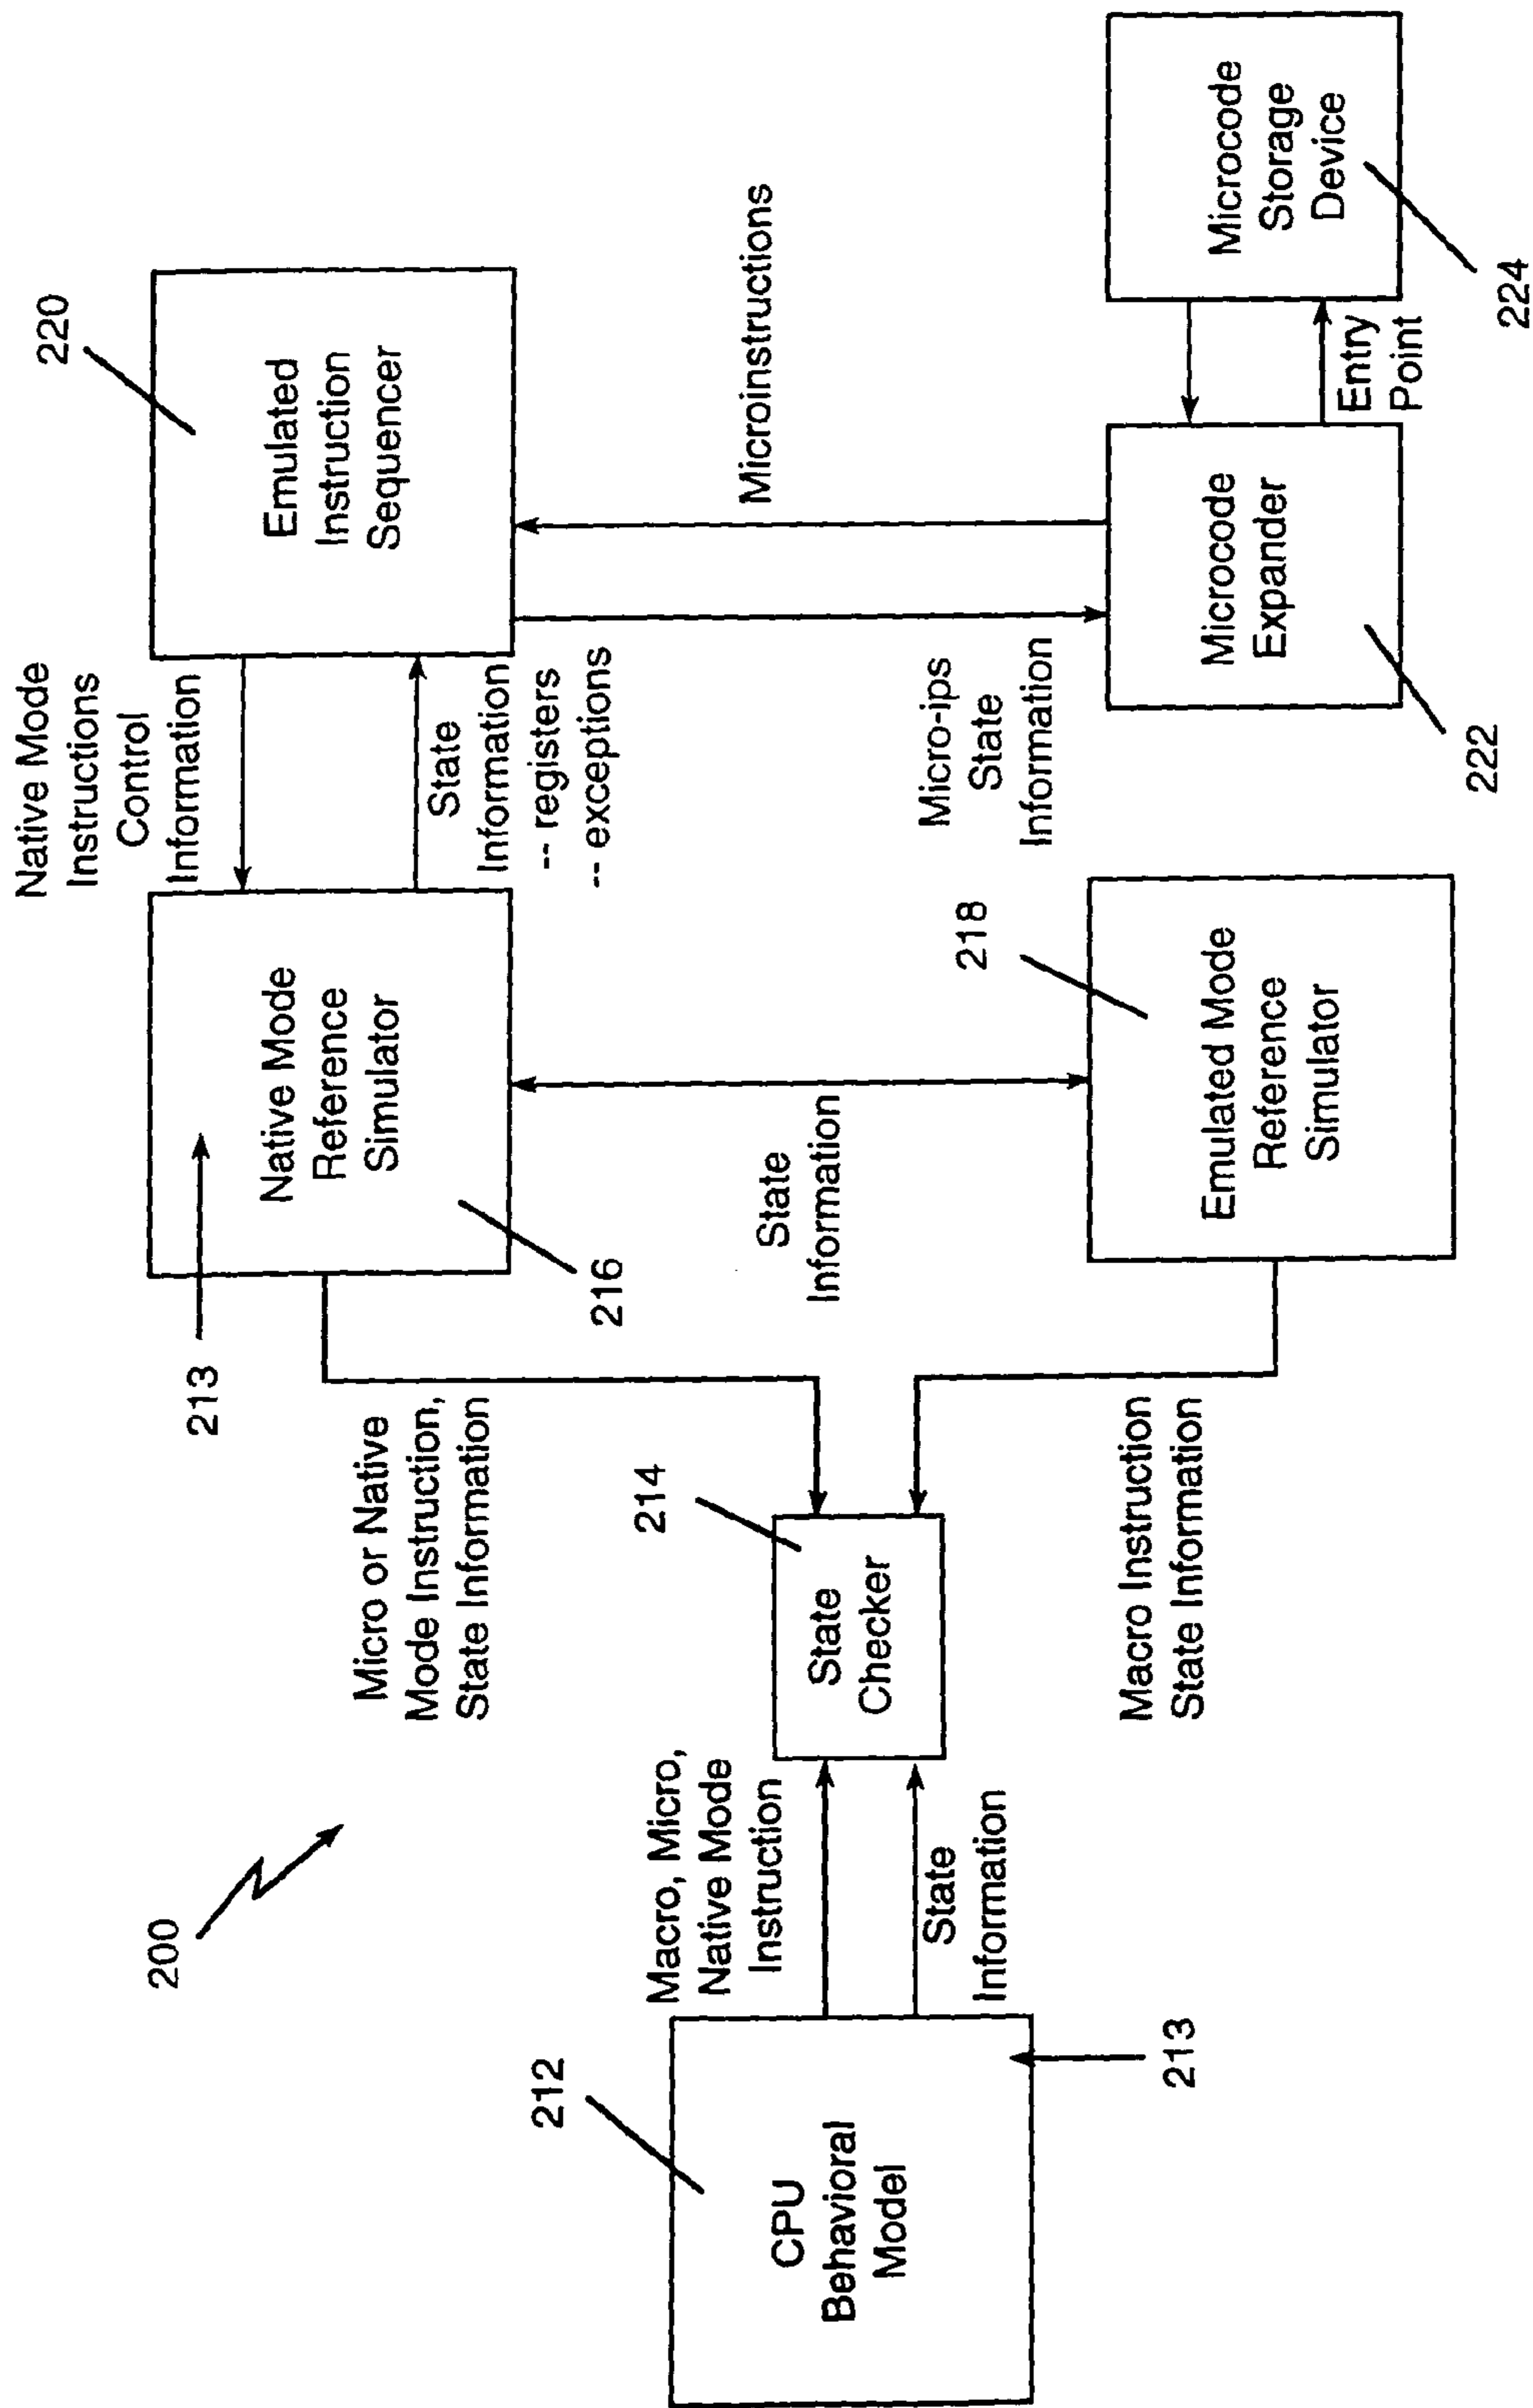 200
212
CPU
Behavioral
Model
213
Macro, Micro,
Native Mode
Instruction
State
Information
214
State
Checker
Micro or Native
Mode Instruction,
State Information
Macro Instruction
State Information
213
Native Mode
Reference
Simulator
216
State
Information
218
Emulated Mode
Reference
Simulator
Native Mode
Instructions
Control
Information
State
Information
-- registers
-- exceptions
220
Emulated
Instruction
Sequencer
Microinstructions
Micro-ips
State
Information
Microcode
Expander
222
Entry
Point
Microcode
Storage
Device
224